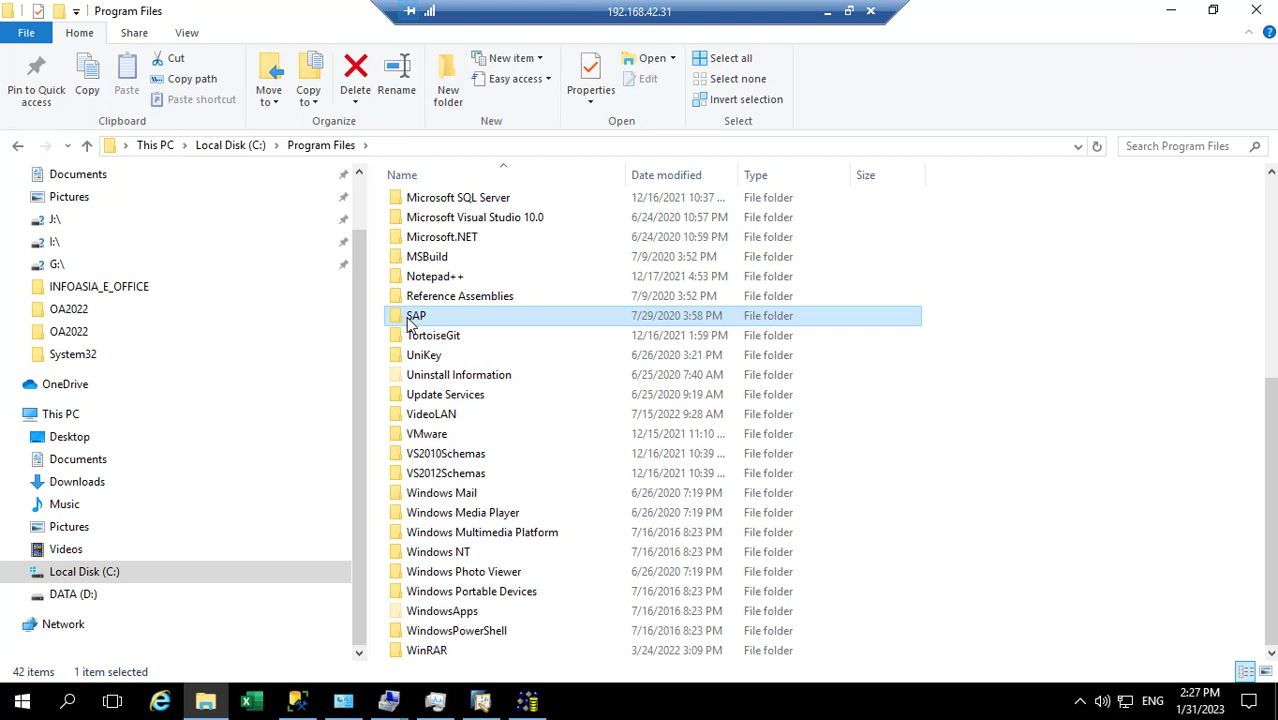 Program Files
192.168.42.31
File Home Share View
Pin to Quick access
Copy
Paste
Cut
Copy path
Paste shortcut
Clipboard
Move to
Copy to
Delete
Rename
Organize
New folder
New item
Easy access
New
Properties
Open
Edit
Open
Select all
Select none
Invert selection
Select
This PC Local Disk (C:) Program Files
Search Program Files
Documents
Pictures
J:\
I:\
G:\
INFOASIA_E_OFFICE
OA2022
OA2022
System32
OneDrive
This PC
Desktop
Documents
Downloads
Music
Pictures
Videos
Local Disk (C:)
DATA (D:)
Network
Name Date modified Type Size
Microsoft SQL Server 12/16/2021 10:37 ... File folder
Microsoft Visual Studio 10.0 6/24/2020 10:57 PM File folder
Microsoft.NET 6/24/2020 10:59 PM File folder
MSBuild 7/9/2020 3:52 PM File folder
Notepad++ 12/17/2021 4:53 PM File folder
Reference Assemblies 7/9/2020 3:52 PM File folder
SAP 7/29/2020 3:58 PM File folder
TortoiseGit 12/16/2021 1:59 PM File folder
UniKey 6/26/2020 3:21 PM File folder
Uninstall Information 6/25/2020 7:40 AM File folder
Update Services 6/25/2020 9:19 AM File folder
VideoLAN 7/15/2022 9:28 AM File folder
VMware 12/15/2021 11:10 ... File folder
VS2010Schemas 12/16/2021 10:39 ... File folder
VS2012Schemas 12/16/2021 10:39 ... File folder
Windows Mail 6/26/2020 7:19 PM File folder
Windows Media Player 6/26/2020 7:19 PM File folder
Windows Multimedia Platform 7/16/2016 8:23 PM File folder
Windows NT 7/16/2016 8:23 PM File folder
Windows Photo Viewer 6/26/2020 7:19 PM File folder
Windows Portable Devices 7/16/2016 8:23 PM File folder
WindowsApps 7/16/2016 8:23 PM File folder
WindowsPowerShell 7/16/2016 8:23 PM File folder
WinRAR 3/24/2022 3:09 PM File folder
42 items 1 item selected
ENG
2:27 PM
1/31/2023